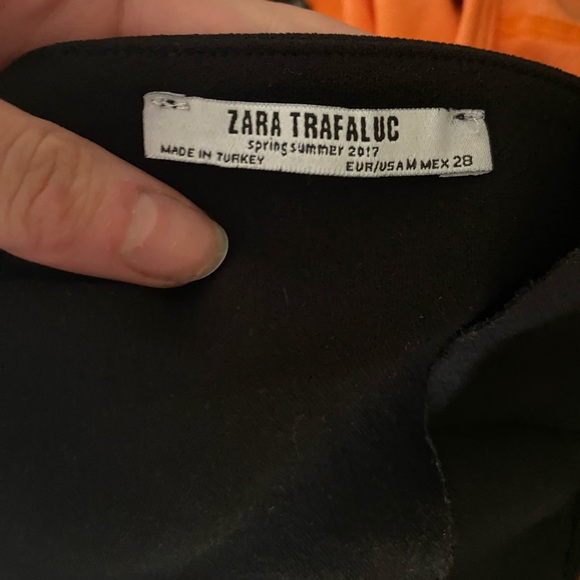 ZARA TRAFALUC
spring summer 2017
MADE IN TURKEY EUR/USA M MEX 28